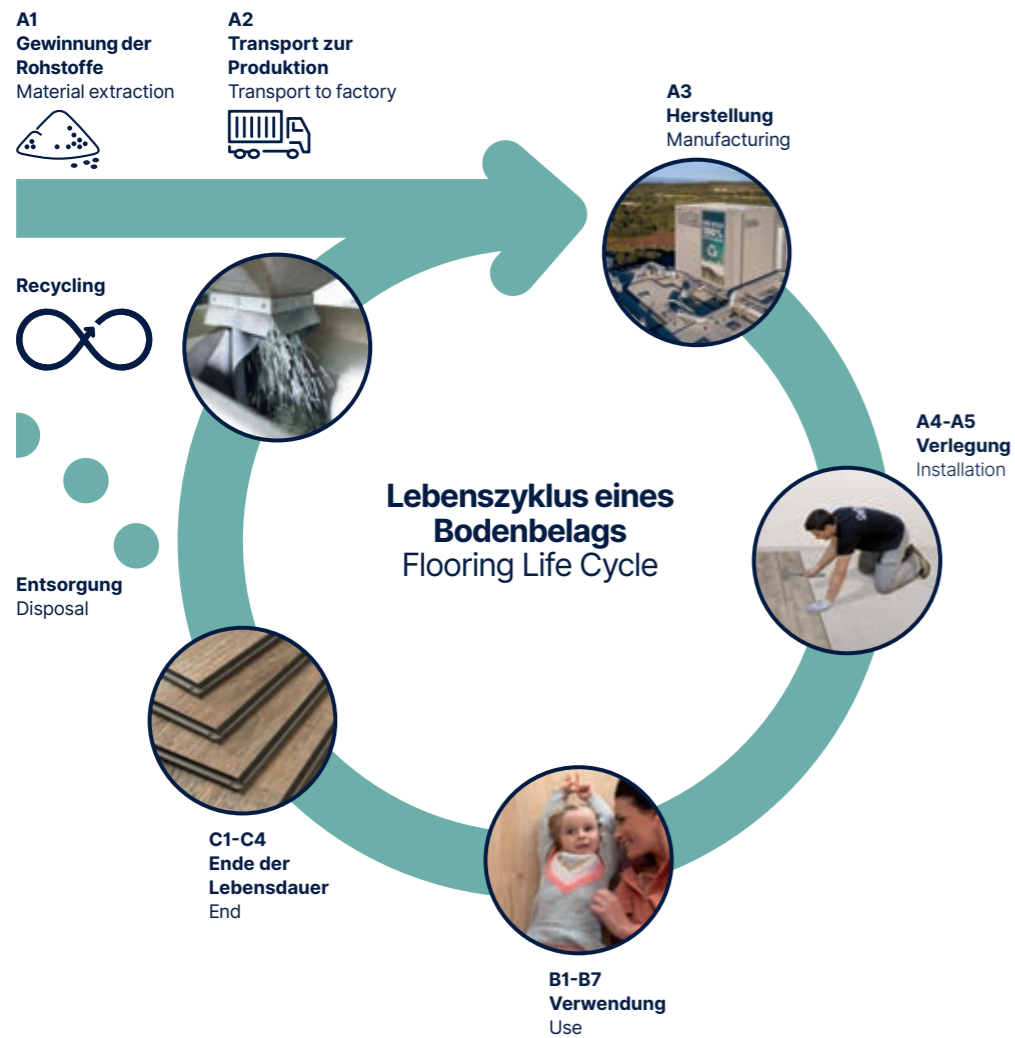 A1
Gewinnung der
Rohstoffe
Material extraction
A2
Transport zur
Produktion
Transport to factory
A3
Herstellung
Manufacturing
Recycling
A4-A5
Verlegung
Installation
Lebenszyklus eines
Bodenbelags
Flooring Life Cycle
Entsorgung
Disposal
C1-C4
Ende der
Lebensdauer
End
B1-B7
Verwendung
Use